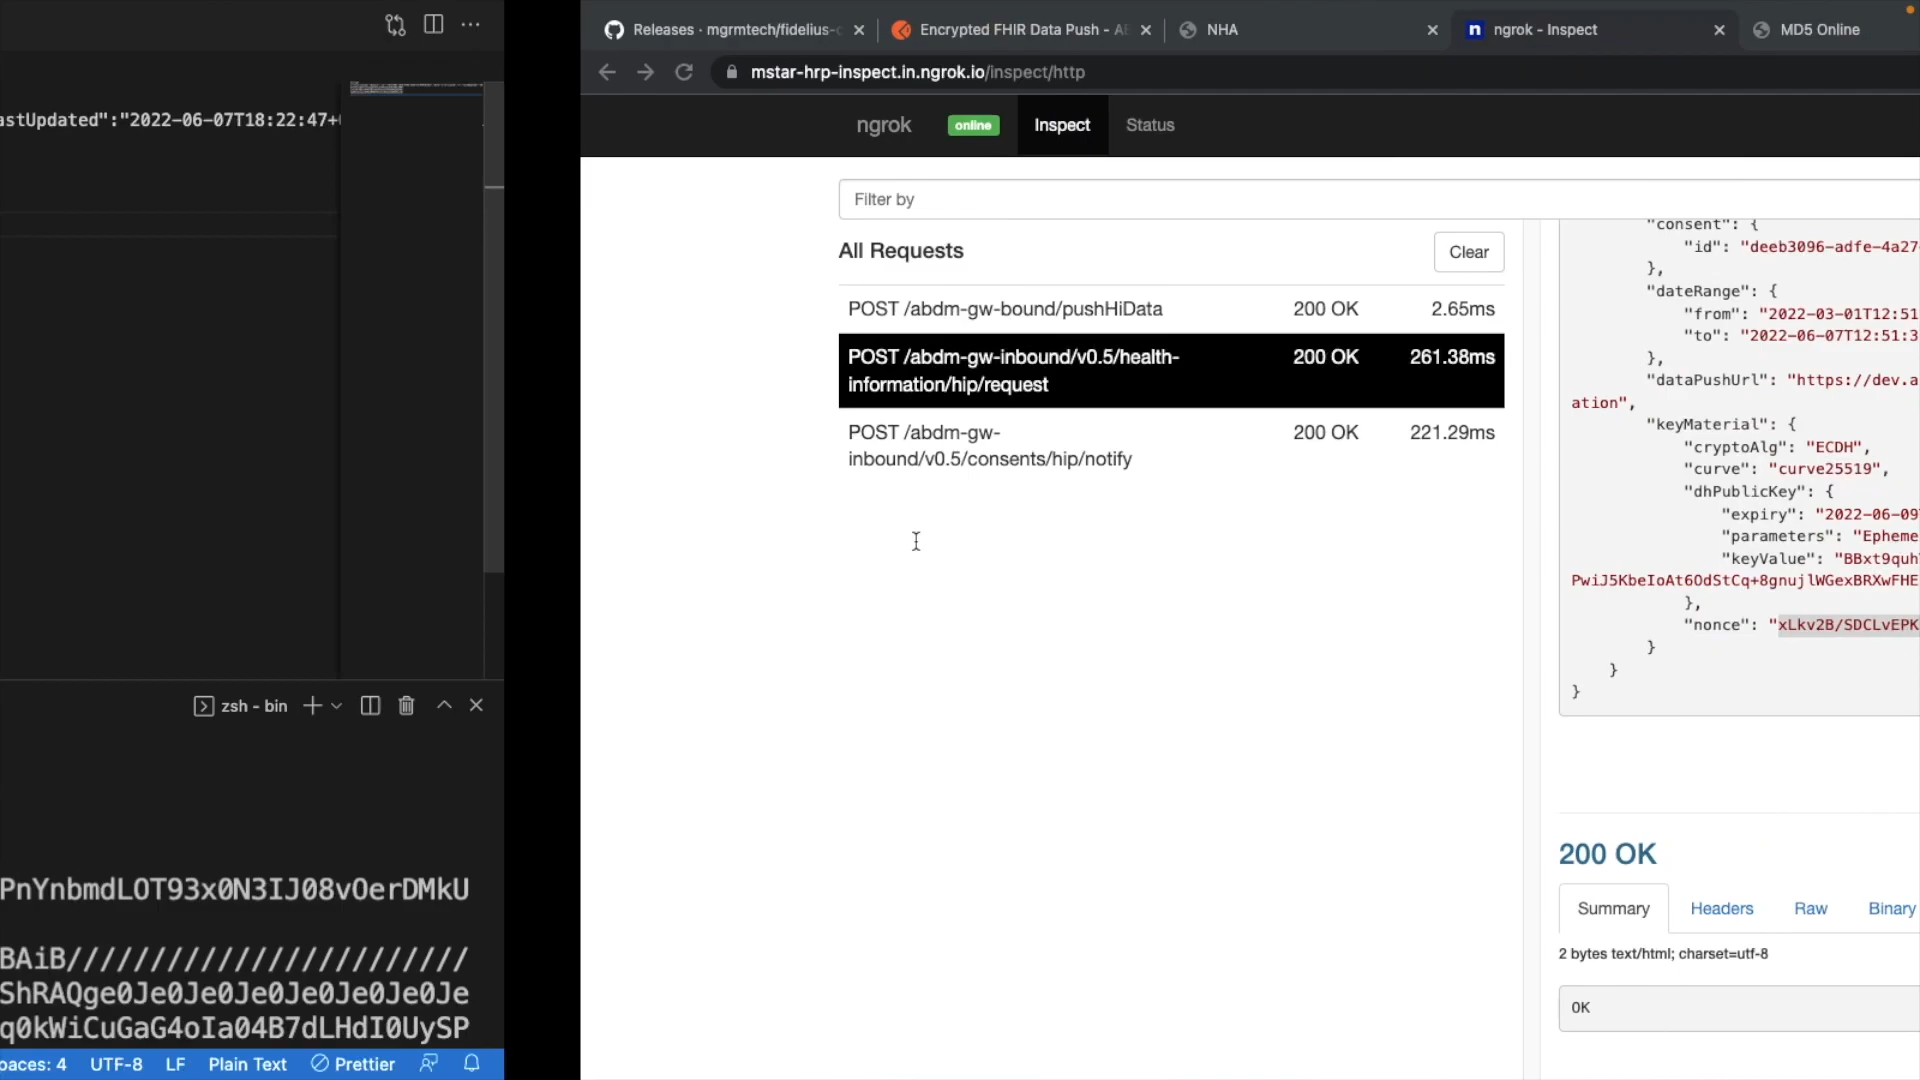 astUpdated":"2022-06-07T18:22:47+
zsh - bin
PnYnbmdLOT93x0N3IJ08vOerDMkU
BAiB///////////////////////
ShRAQge0Je0Je0Je0Je0Je0Je0Je
q0kWiCuGaG4oIa04B7dLHdI0UySP
paces: 4 UTF-8 LF Plain Text Prettier
Releases · mgrmtech/fidelius-c
Encrypted FHIR Data Push - AB
NHA
ngrok - Inspect
MD5 Online
mstar-hrp-inspect.in.ngrok.io/inspect/http
ngrok online Inspect Status
Filter by
All Requests
Clear
POST /abdm-gw-bound/pushHiData 200 OK 2.65ms
POST /abdm-gw-inbound/v0.5/health- 200 OK 261.38ms
information/hip/request
POST /abdm-gw- 200 OK 221.29ms
inbound/v0.5/consents/hip/notify
"consent": {
"id": "deeb3096-adfe-4a27
},
"dateRange": {
"from": "2022-03-01T12:51
"to": "2022-06-07T12:51:3
},
"dataPushUrl": "https://dev.a
ation",
"keyMaterial": {
"cryptoAlg": "ECDH",
"curve": "curve25519",
"dhPublicKey": {
"expiry": "2022-06-09
"parameters": "Epheme
"keyValue": "BBxt9quh
PwiJ5KbeIoAt6OdStCq+8gnujlWGexBRXwFHE
},
"nonce": "xLkv2B/SDCLvEPK
}
}
}
200 OK
Summary Headers Raw Binary
2 bytes text/html; charset=utf-8
OK